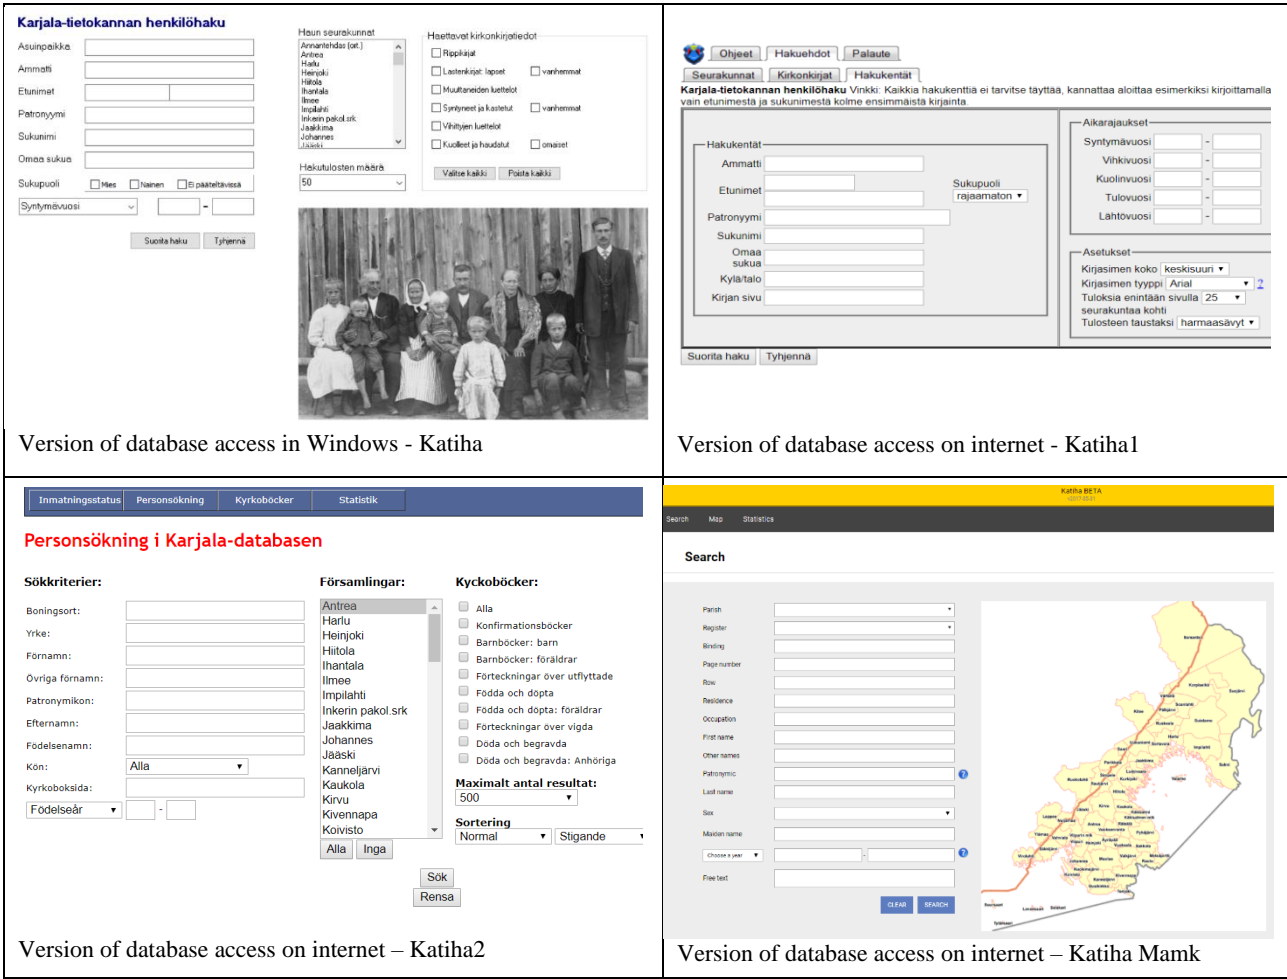 Karjala-tietokannan henkilöhaku
Asuinpaikka
Ammatti
Etunimet
Patronyymi
Sukunimi
Omaa sukua
Sukupuoli Mies Nainen Ei pääteltävissä
Syntymävuosi -
Suorita haku Tyhjennä
Haun seurakunnat
Annantehdas (ort.)
Antrea
Harlu
Heinjoki
Hiitola
Ihantala
Ilmee
Impilahti
Inkerin pakol.srk
Jaakkima
Johannes
Jääski
Hakutulosten määrä
50
Haettavat kirkonkirjatiedot
Rippikirjat
Lastenkirjat: lapset vanhemmat
Muuttaneiden luettelot
Syntyneet ja kastetut vanhemmat
Vihittyjen luettelot
Kuolleet ja haudatut omaiset
Valitse kaikki Poista kaikki
Version of database access in Windows - Katiha
Ohjeet Hakuehdot Palaute
Seurakunnat Kirkonkirjat Hakukentät
Karjala-tietokannan henkilöhaku Vinkki: Kaikkia hakukenttiä ei tarvitse täyttää, kannattaa aloittaa esimerkiksi kirjoittamalla
vain etunimestä ja sukunimestä kolme ensimmäistä kirjainta.
Hakukentät
Ammatti
Etunimet
Patronyymi
Sukunimi
Omaa
sukua
Kylä/talo
Kirjan sivu
Sukupuoli
rajaamaton
Aikarajaukset
Syntymävuosi -
Vihkivuosi -
Kuolinvuosi -
Tulovuosi -
Lähtövuosi -
Asetukset
Kirjasimen koko keskisuuri
Kirjasimen tyyppi Arial ?
Tuloksia enintään sivulla 25
seurakuntaa kohti
Tulosteen taustaksi harmaasävyt
Suorita haku Tyhjennä
Version of database access on internet - Katiha1
Inmatningsstatus Personsökning Kyrkoböcker Statistik
Personsökning i Karjala-databasen
Sökkriterier:
Boningsort:
Yrke:
Förnamn:
Övriga förnamn:
Patronymikon:
Efternamn:
Födelsenamn:
Kön: Alla
Kyrkoboksida:
Födelseår -
Församlingar:
Antrea
Harlu
Heinjoki
Hiitola
Ihantala
Ilmee
Impilahti
Inkerin pakol.srk
Jaakkima
Johannes
Jääski
Kanneljärvi
Kaukola
Kirvu
Kivennapa
Koivisto
Alla Inga
Kyckoböcker:
Alla
Konfirmationsböcker
Barnböcker: barn
Barnböcker: föräldrar
Förteckningar över utflyttade
Födda och döpta
Födda och döpta: föräldrar
Förteckningar över vigda
Döda och begravda
Döda och begravda: Anhöriga
Maximalt antal resultat:
500
Sortering
Normal Stigande
Sök
Rensa
Version of database access on internet – Katiha2
Katiha BETA
Search Map Statistics
Search
Parish
Register
Binding
Page number
Row
Residence
Occupation
First name
Other names
Patronymic ?
Last name
Sex
Maiden name
Choose a year - ?
Free text
CLEAR SEARCH
Version of database access on internet – Katiha Mamk